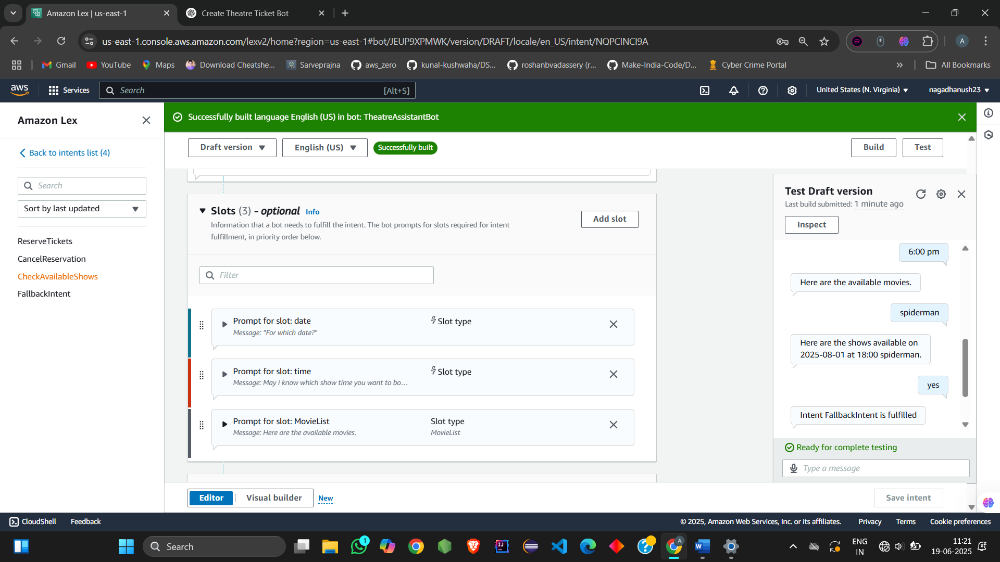 Amazon Lex | us-east-1
Create Theatre Ticket Bot
us-east-1.console.aws.amazon.com/lexv2/home?region=us-east-1#bot/JEUP9XPMWK/version/DRAFT/locale/en_US/intent/NQPCINCI9A
A
Gmail
YouTube
Maps
Download Cheatshe...
Sarveprajna
aws_zero
kunal-kushwaha/DS...
roshanbvadassery (r...
Make-India-Code/D...
Cyber Crime Portal
All Bookmarks
aws
Services
Search
[Alt+S]
United States (N. Virginia)
nagadhanush23
Amazon Lex
Successfully built language English (US) in bot: TheatreAssistantBot
Back to intents list (4)
Search
Sort by last updated
ReserveTickets
CancelReservation
CheckAvailableShows
FallbackIntent
Draft version
English (US)
Successfully built
Build
Test
Slots (3) - optional
Info
Information that a bot needs to fulfill the intent. The bot prompts for slots required for intent
fulfillment, in priority order below.
Add slot
Filter
Prompt for slot: date
Message: "For which date?"
Slot type
Prompt for slot: time
Message: May i know which show time you want to bo...
Slot type
Prompt for slot: MovieList
Message: Here are the available movies.
Slot type
MovieList
Test Draft version
Last build submitted: 1 minute ago
Inspect
6:00 pm
Here are the available movies.
spiderman
Here are the shows available on
2025-08-01 at 18:00 spiderman.
yes
Intent FallbackIntent is fulfilled
Ready for complete testing
Type a message
Editor
Visual builder
New
Save intent
CloudShell
Feedback
© 2025, Amazon Web Services, Inc. or its affiliates.
Privacy
Terms
Cookie preferences
Search
1
ENG
IN
11:21
19-06-2025